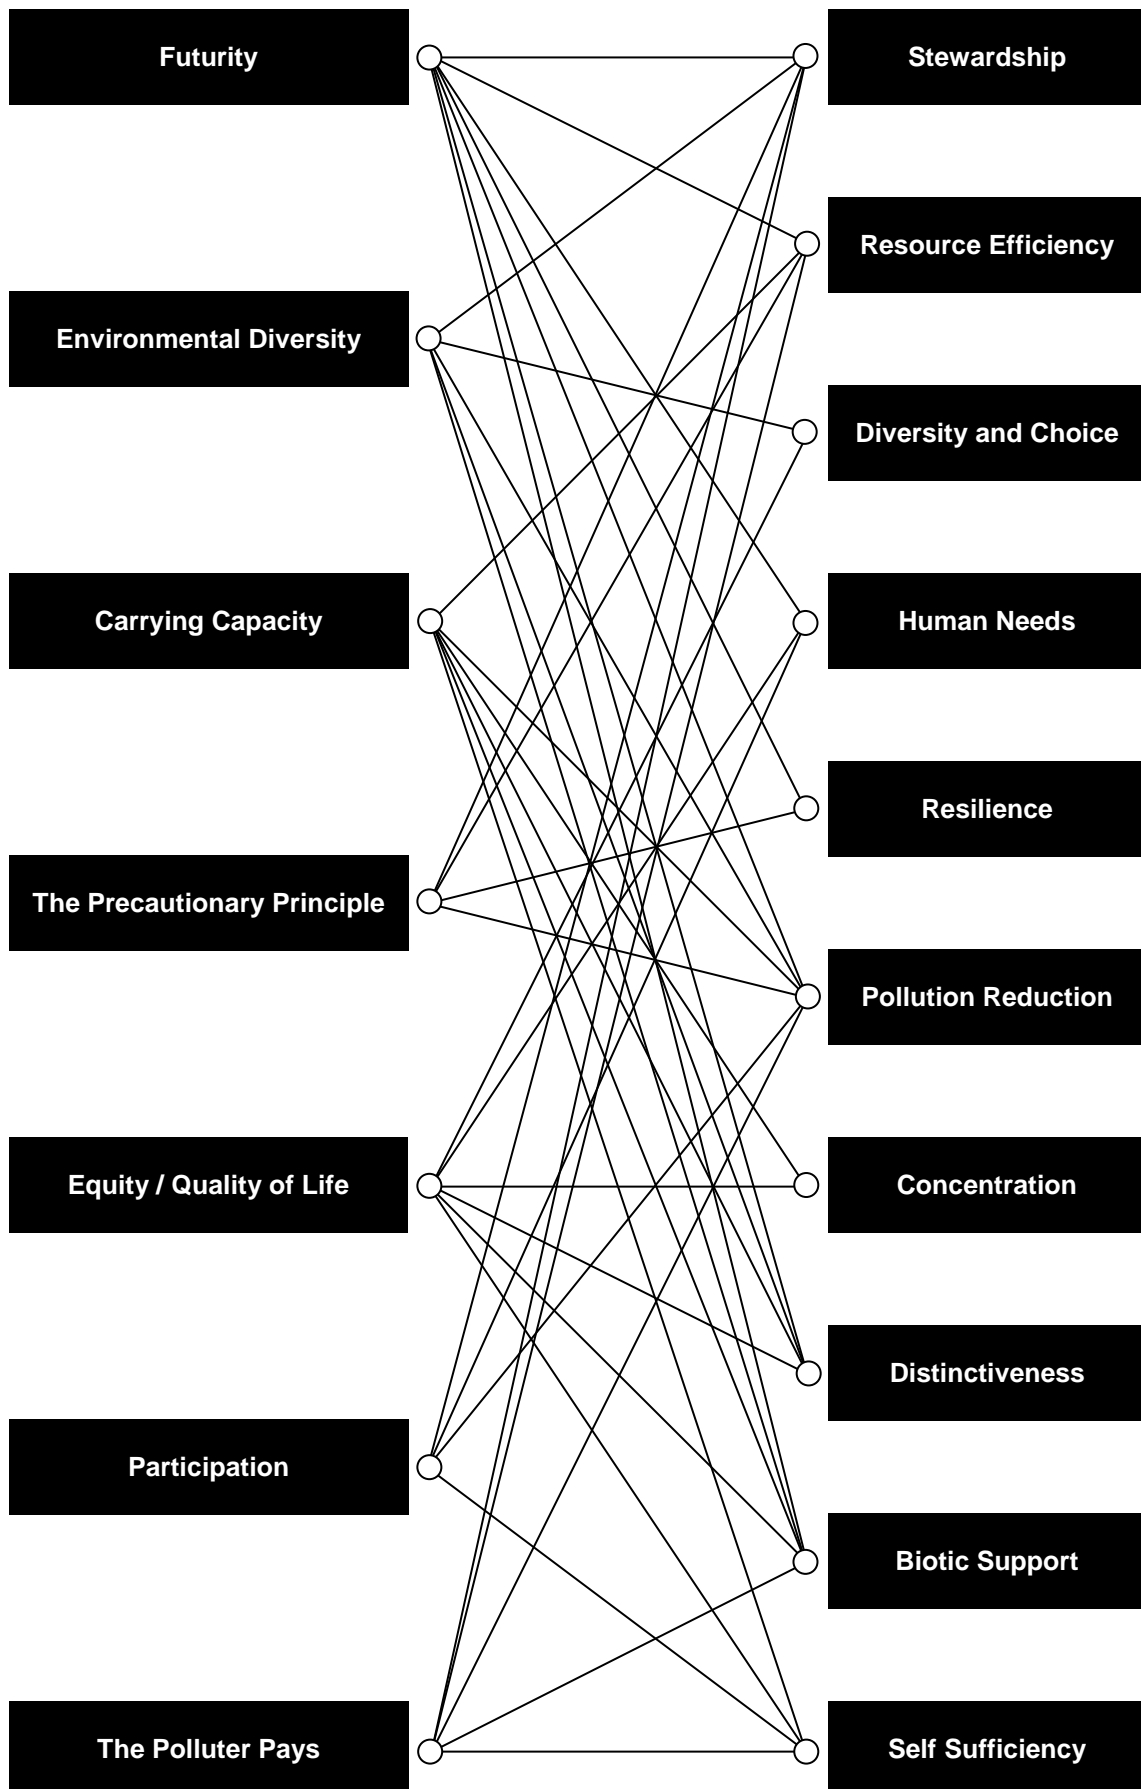 Futurity
Stewardship
Resource Efficiency
Environmental Diversity
Diversity and Choice
Carrying Capacity
Human Needs
Resilience
The Precautionary Principle
Pollution Reduction
Equity / Quality of Life
Concentration
Distinctiveness
Participation
Biotic Support
The Polluter Pays
Self Sufficiency